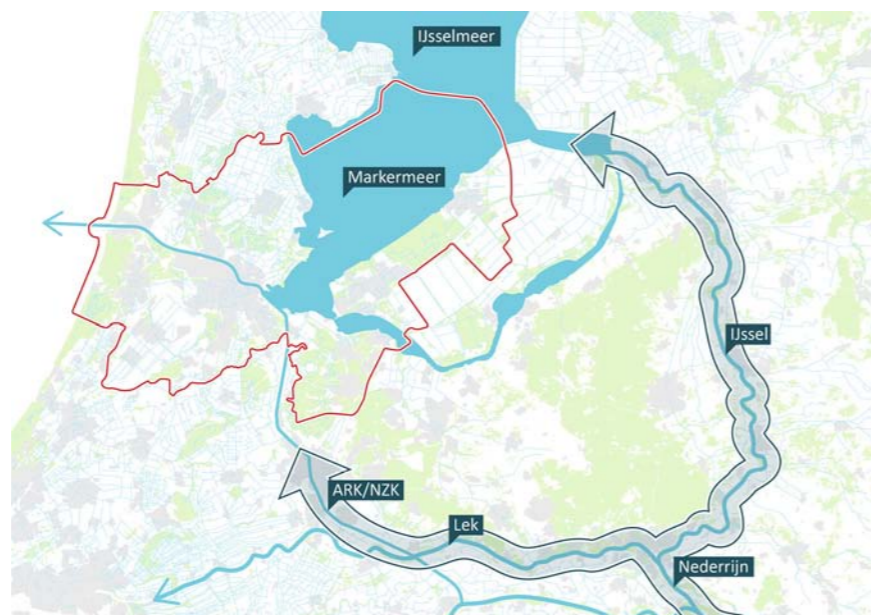 IJsselmeer
Markermeer
IJssel
ARK/NZK
Lek
Nederrijn